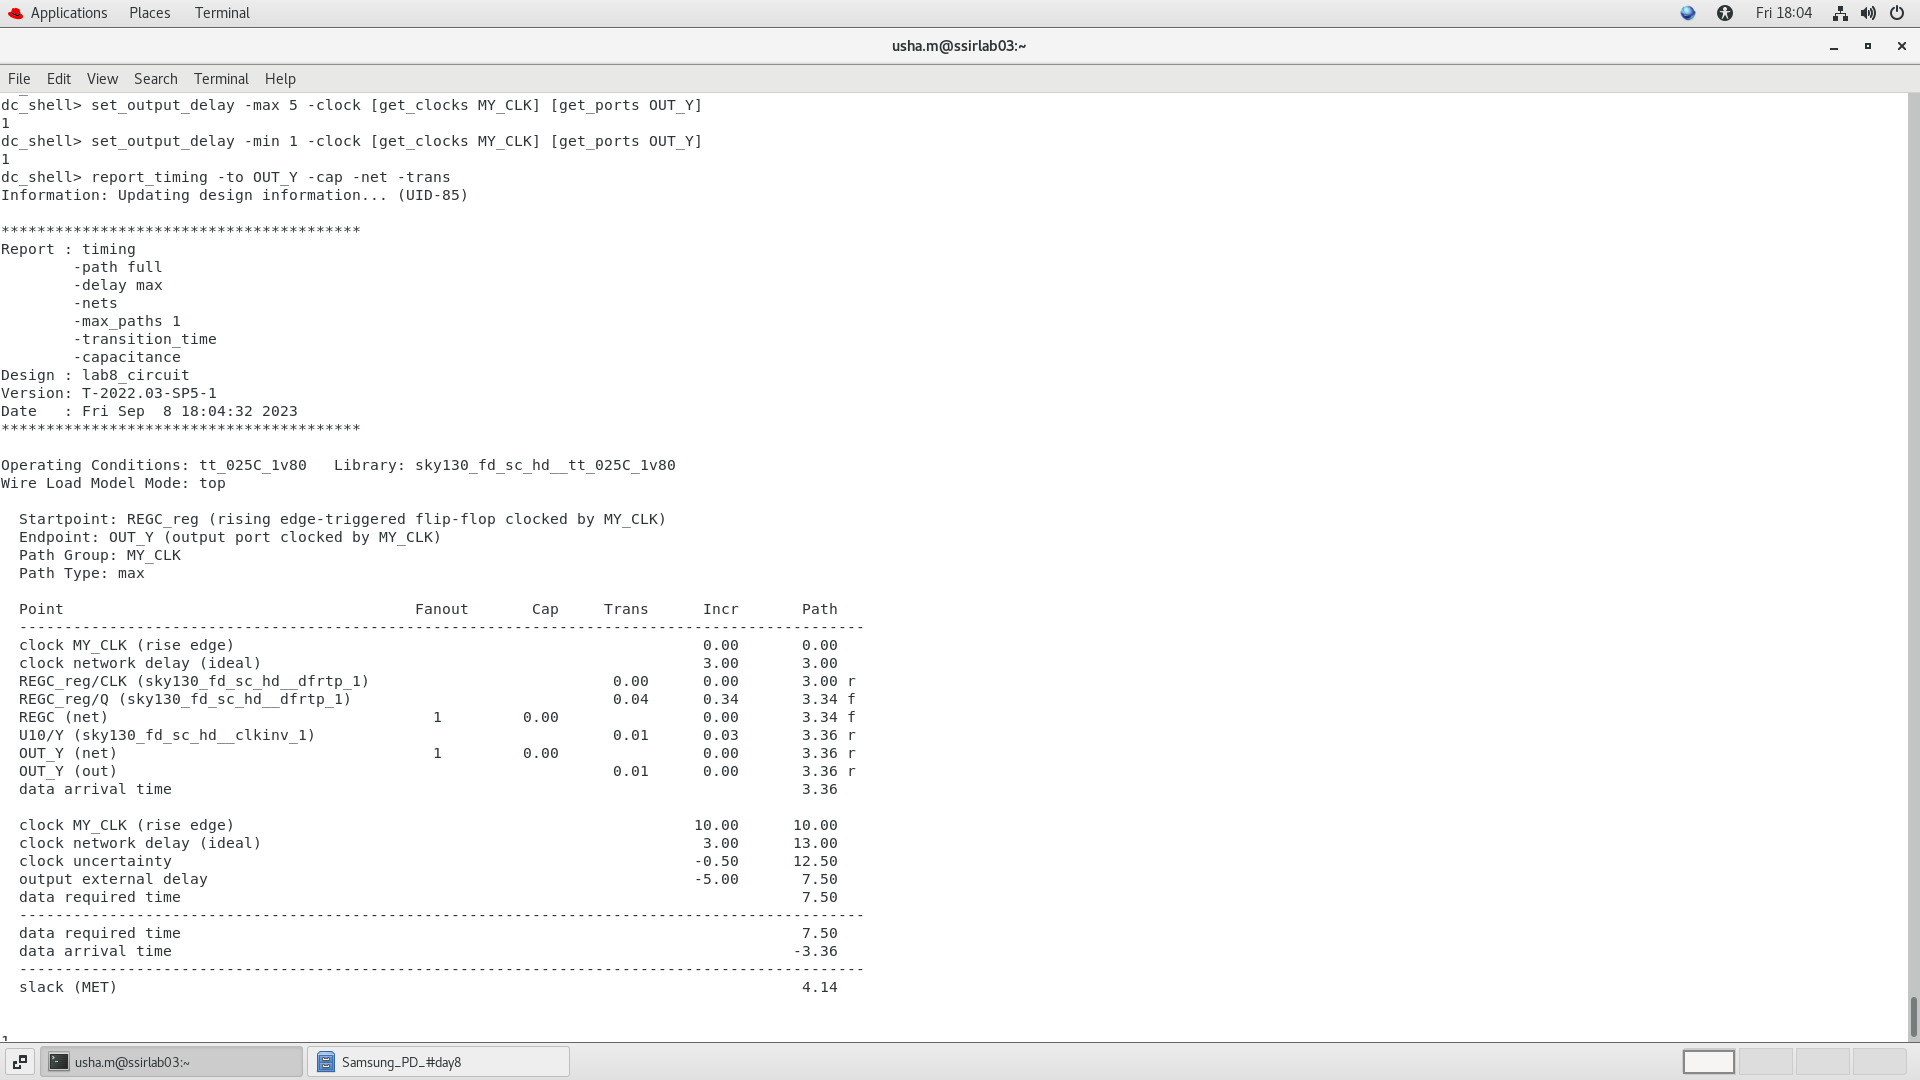 Applications Places Terminal Fri 18:04
usha.m@ssirlab03:~
File Edit View Search Terminal Help
dc_shell> set_output_delay -max 5 -clock [get_clocks MY_CLK] [get_ports OUT_Y]
1
dc_shell> set_output_delay -min 1 -clock [get_clocks MY_CLK] [get_ports OUT_Y]
1
dc_shell> report_timing -to OUT_Y -cap -net -trans
Information: Updating design information... (UID-85)
****************************************
Report : timing
        -path full
        -delay max
        -nets
        -max_paths 1
        -transition_time
        -capacitance
Design : lab8_circuit
Version: T-2022.03-SP5-1
Date   : Fri Sep  8 18:04:32 2023
****************************************
Operating Conditions: tt_025C_1v80   Library: sky130_fd_sc_hd__tt_025C_1v80
Wire Load Model Mode: top
  Startpoint: REGC_reg (rising edge-triggered flip-flop clocked by MY_CLK)
  Endpoint: OUT_Y (output port clocked by MY_CLK)
  Path Group: MY_CLK
  Path Type: max
  Point                                       Fanout       Cap     Trans      Incr       Path
  ----------------------------------------------------------------------------------------------
  clock MY_CLK (rise edge)                                                    0.00       0.00
  clock network delay (ideal)                                                 3.00       3.00
  REGC_reg/CLK (sky130_fd_sc_hd__dfrtp_1)                           0.00      0.00       3.00 r
  REGC_reg/Q (sky130_fd_sc_hd__dfrtp_1)                             0.04      0.34       3.34 f
  REGC (net)                                    1         0.00                0.00       3.34 f
  U10/Y (sky130_fd_sc_hd__clkinv_1)                                 0.01      0.03       3.36 r
  OUT_Y (net)                                   1         0.00                0.00       3.36 r
  OUT_Y (out)                                                       0.01      0.00       3.36 r
  data arrival time                                                                      3.36
  clock MY_CLK (rise edge)                                                   10.00      10.00
  clock network delay (ideal)                                                 3.00      13.00
  clock uncertainty                                                          -0.50      12.50
  output external delay                                                      -5.00       7.50
  data required time                                                                     7.50
  ----------------------------------------------------------------------------------------------
  data required time                                                                     7.50
  data arrival time                                                                     -3.36
  ----------------------------------------------------------------------------------------------
  slack (MET)                                                                            4.14
1
usha.m@ssirlab03:~ Samsung_PD_#day8